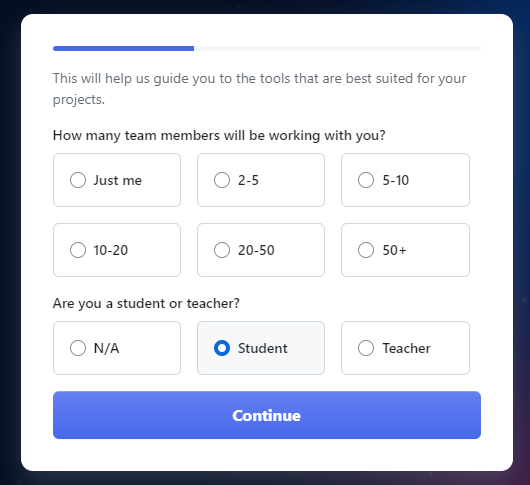 This will help us guide you to the tools that are best suited for your
projects.
How many team members will be working with you?
Just me
2-5
5-10
10-20
20-50
50+
Are you a student or teacher?
N/A
Student
Teacher
Continue